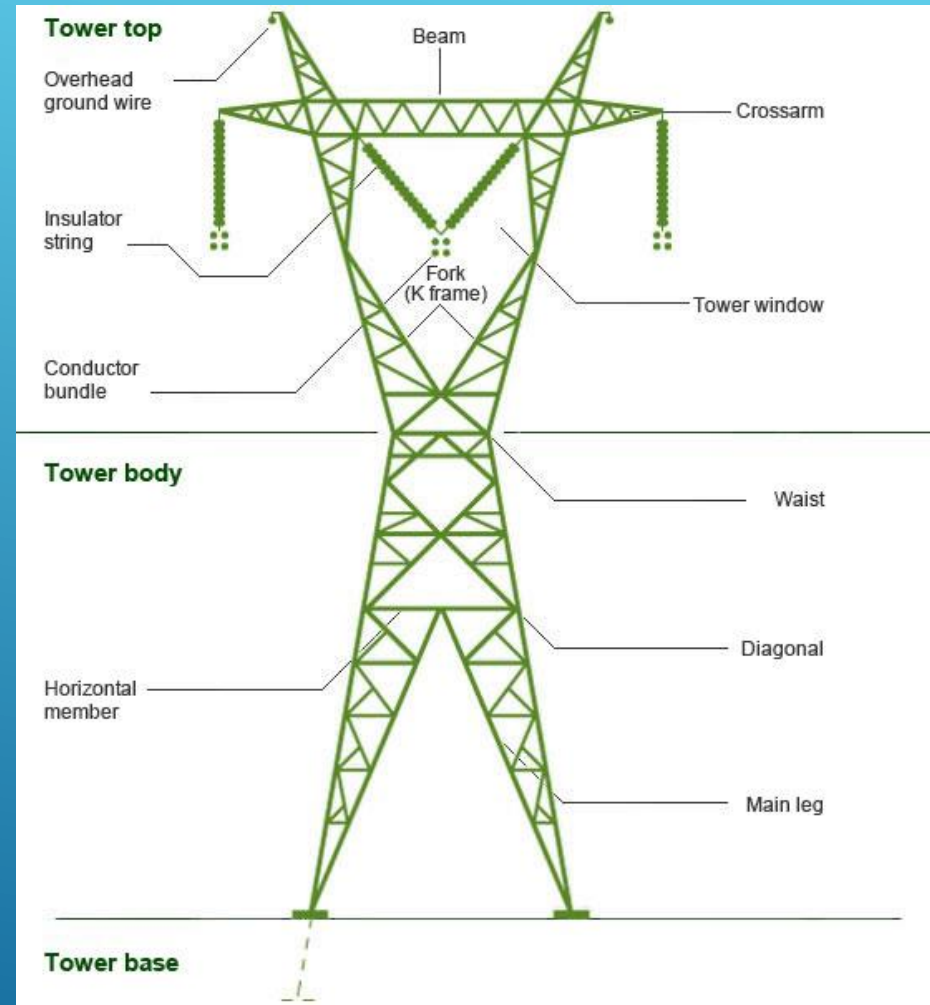 Tower top
Beam
Overhead
ground wire
Crossarm
Insulator
string
Fork
(K frame)
Tower window
Conductor
bundle
Tower body
Waist
Diagonal
Horizontal
member
Main leg
Tower base